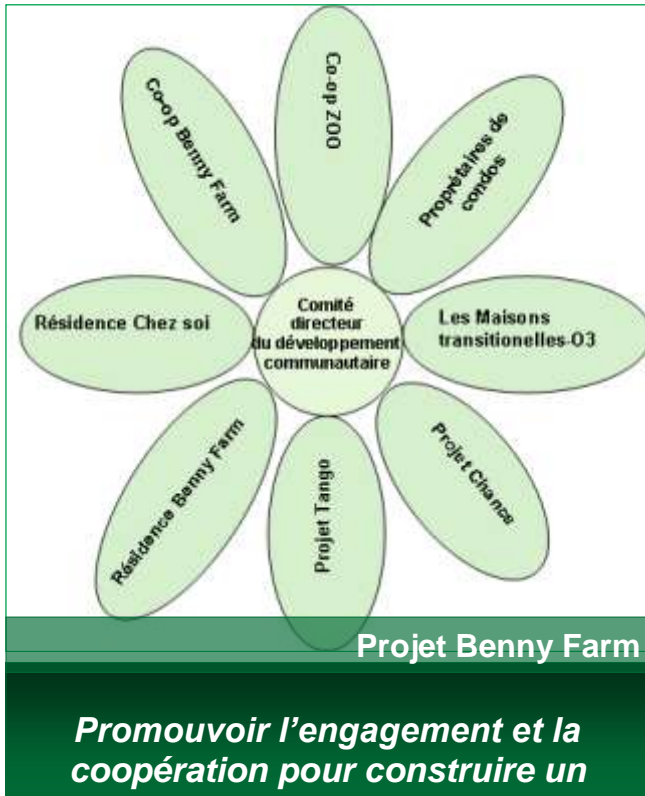 Co-op ZOO
Co-op Benny Farm
Propriétaires de
condos
Résidence Chez soi
Comité
directeur
du développement
communautaire
Les Maisons
transitionelles-O3
Résidence Benny Farm
Projet Tango
Projet Chance
Projet Benny Farm
Promouvoir l’engagement et la
coopération pour construire un